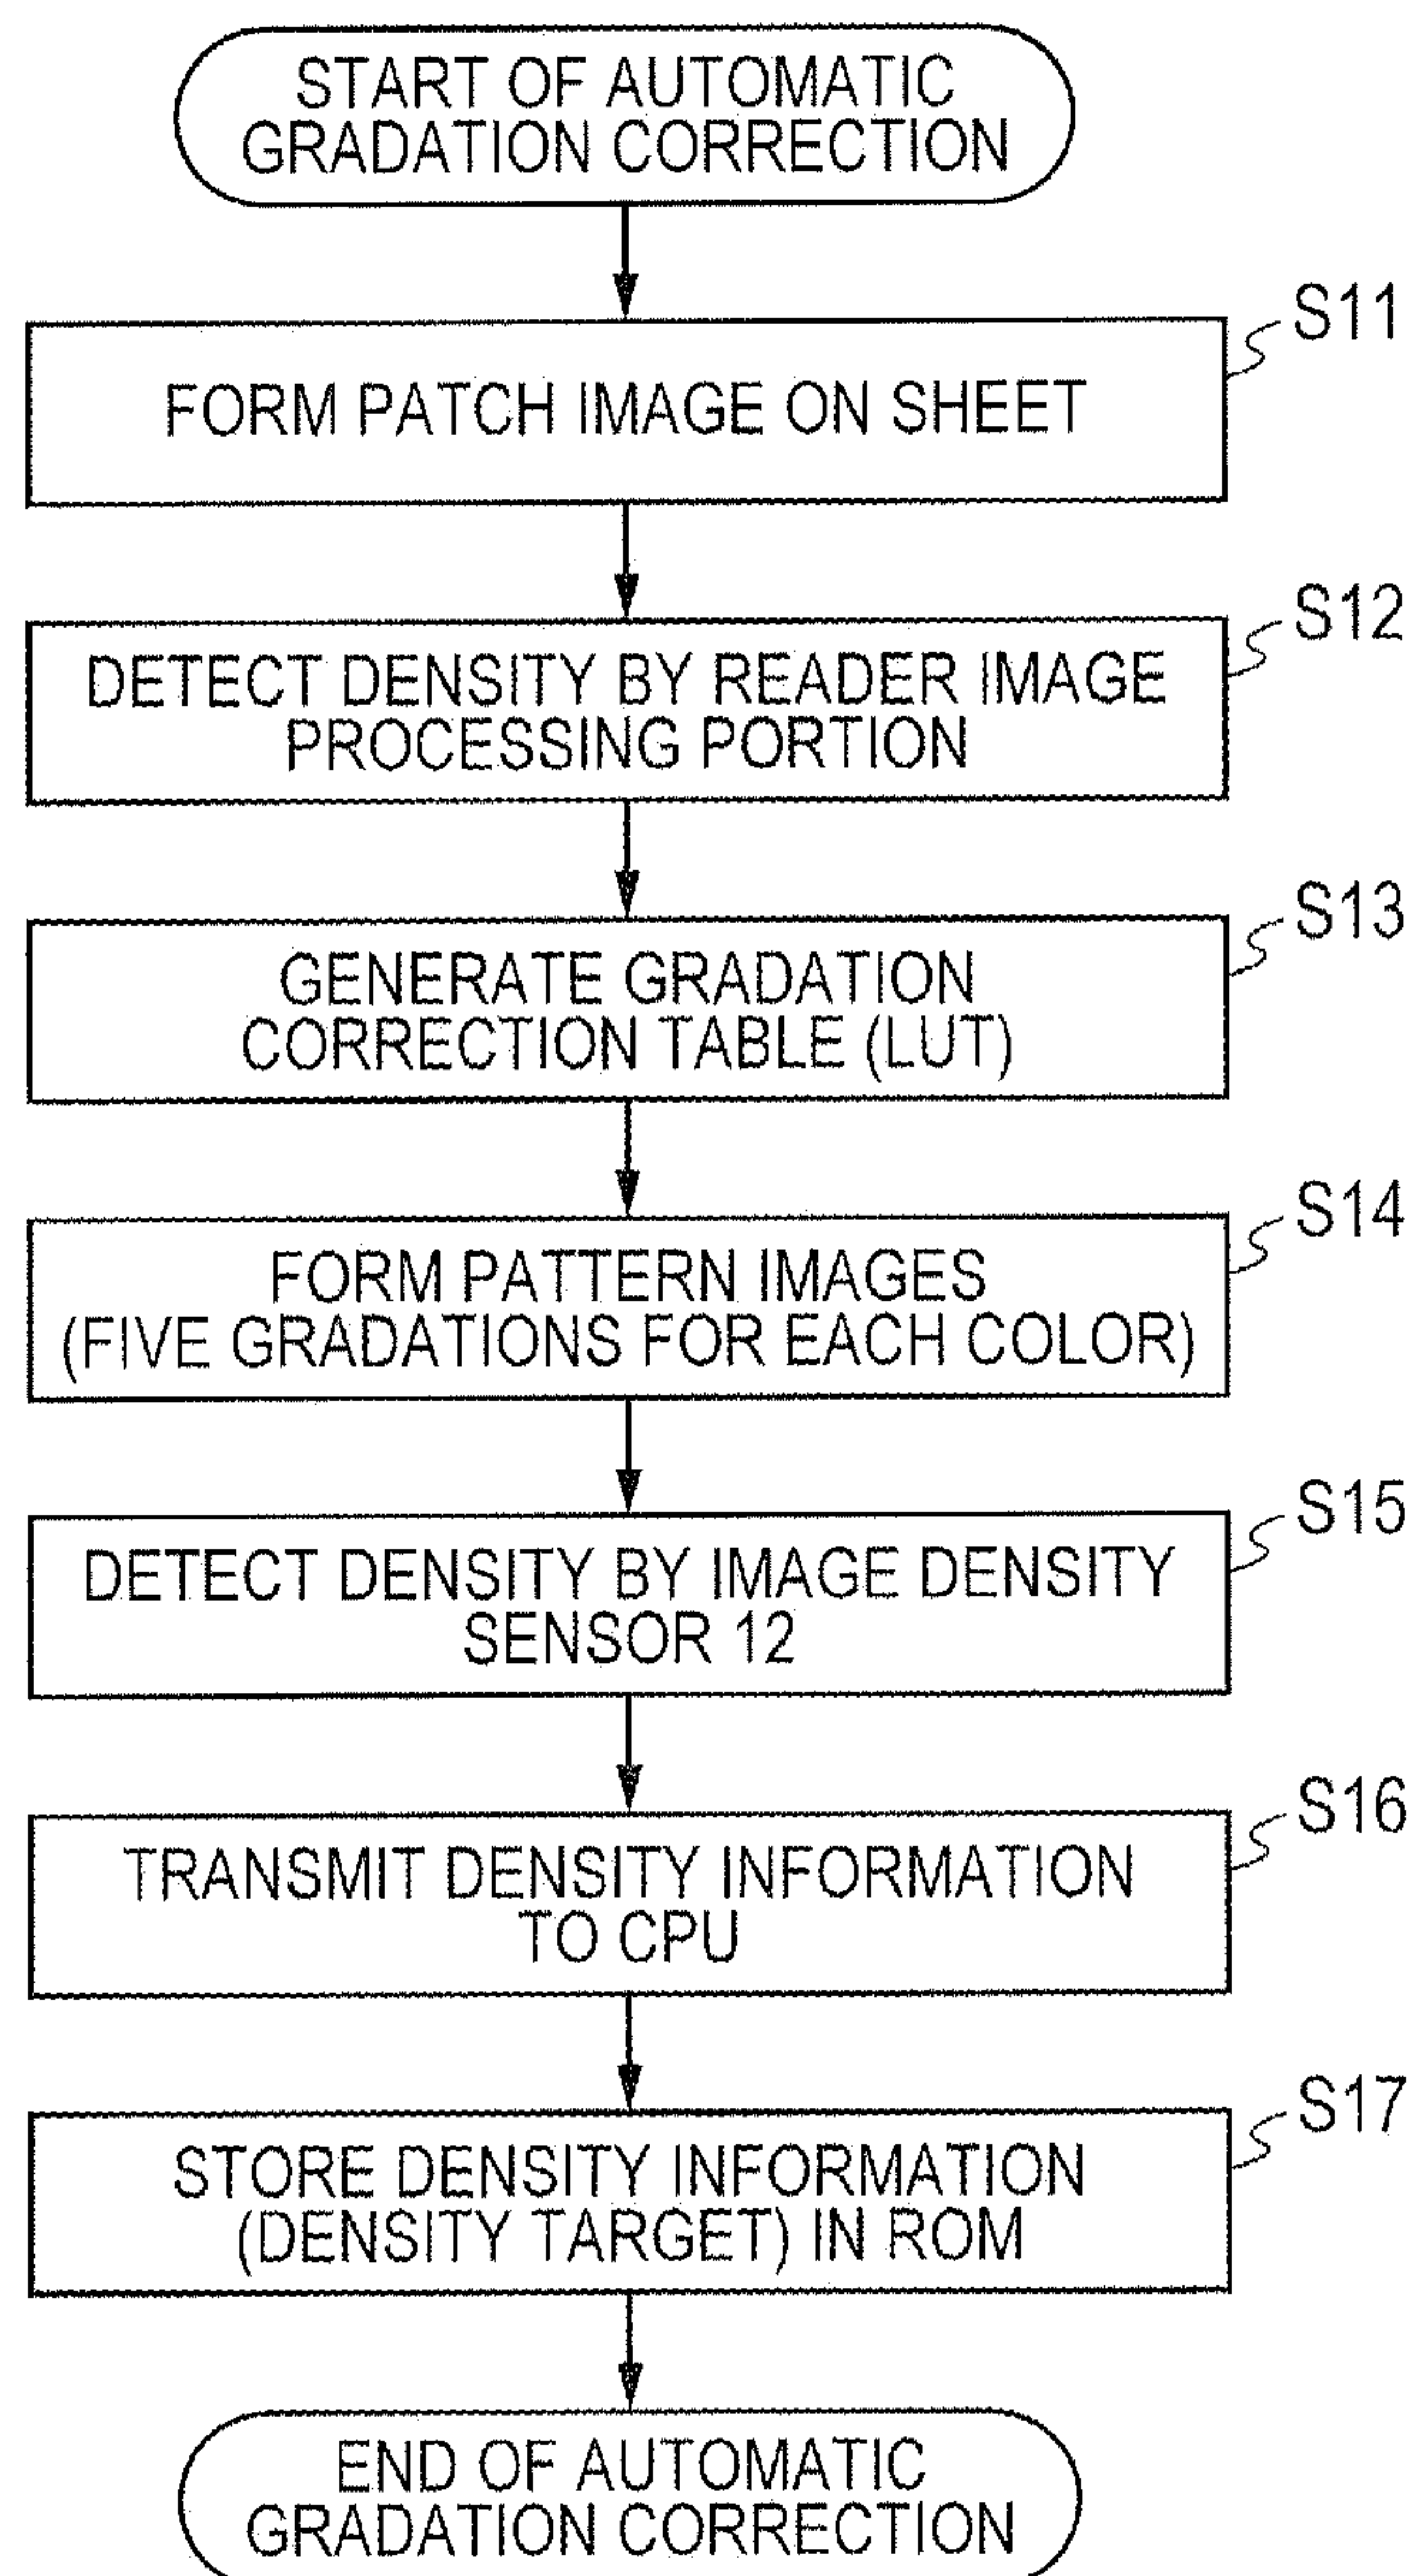 START OF AUTOMATIC
GRADATION CORRECTION
S11
FORM PATCH IMAGE ON SHEET
S12
DETECT DENSITY BY READER IMAGE
PROCESSING PORTION
S13
GENERATE GRADATION
CORRECTION TABLE (LUT)
S14
FORM PATTERN IMAGES
(FIVE GRADATIONS FOR EACH COLOR)
S15
DETECT DENSITY BY IMAGE DENSITY
SENSOR 12
S16
TRANSMIT DENSITY INFORMATION
TO CPU
S17
STORE DENSITY INFORMATION
(DENSITY TARGET) IN ROM
END OF AUTOMATIC
GRADATION CORRECTION